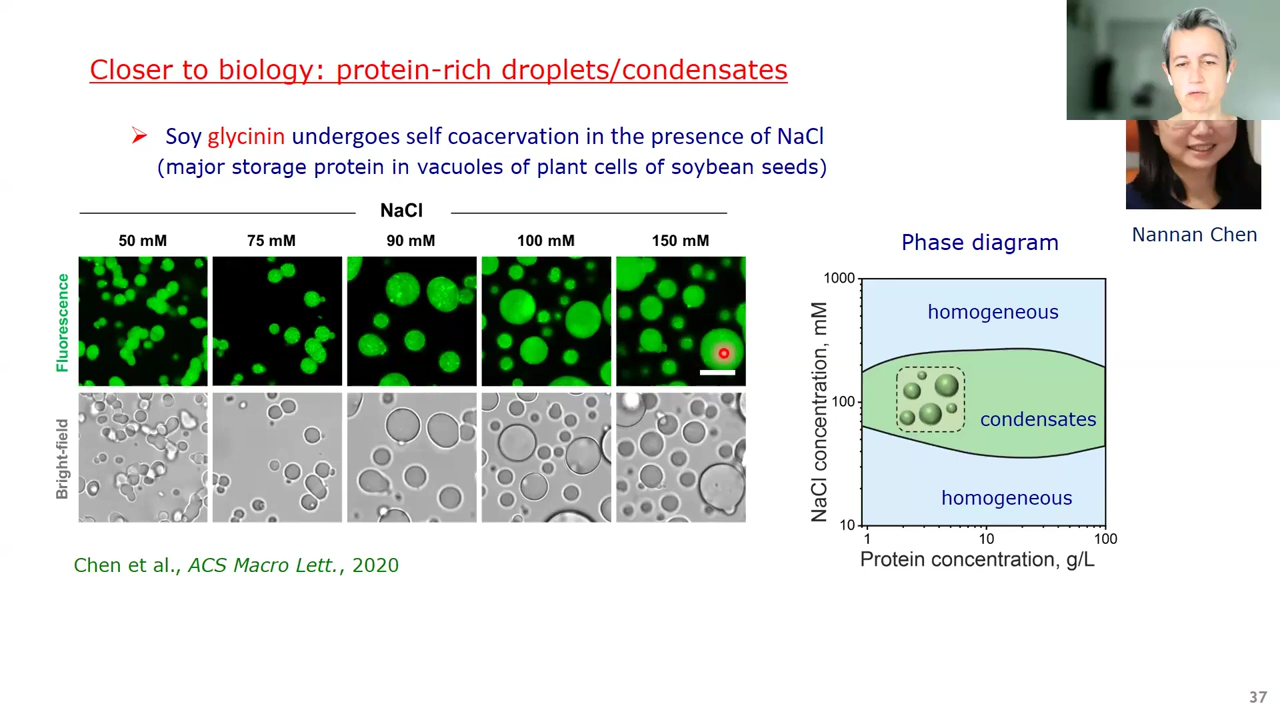 Closer to biology: protein-rich droplets/condensates
➢ Soy glycinin undergoes self coacervation in the presence of NaCl
(major storage protein in vacuoles of plant cells of soybean seeds)
NaCl
50 mM 75 mM 90 mM 100 mM 150 mM
Fluorescence
Bright-field
Chen et al., ACS Macro Lett., 2020
Nannan Chen
Phase diagram
NaCl concentration, mM
1000
100
10
homogeneous
condensates
homogeneous
1 10 100
Protein concentration, g/L
37